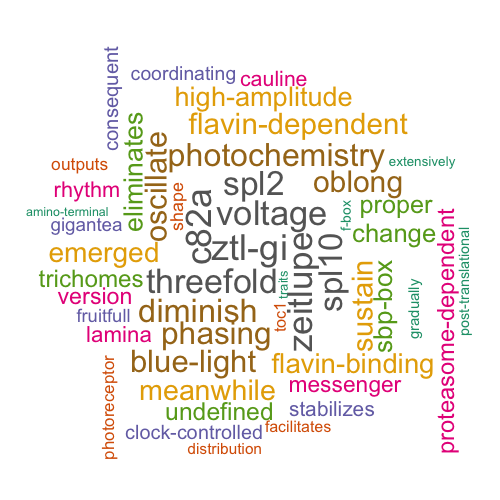 consequent
coordinating
cauline
high-amplitude
flavin-dependent
eliminates
oscillate
photochemistry
extensively
outputs
rhythm
shape
spl2
oblong
amino-terminal
gigantea
c82a
voltage
f-box
proper
change
emerged
ztl-gi
zeitlupe
spl10
trichomes
threefold
traits
sustain
sbp-box
gradually
proteasome-dependent
post-translational
version
fruitfull
diminish
toc1
lamina
phasing
photoreceptor
blue-light
flavin-binding
meanwhile
messenger
undefined
stabilizes
clock-controlled
facilitates
distribution